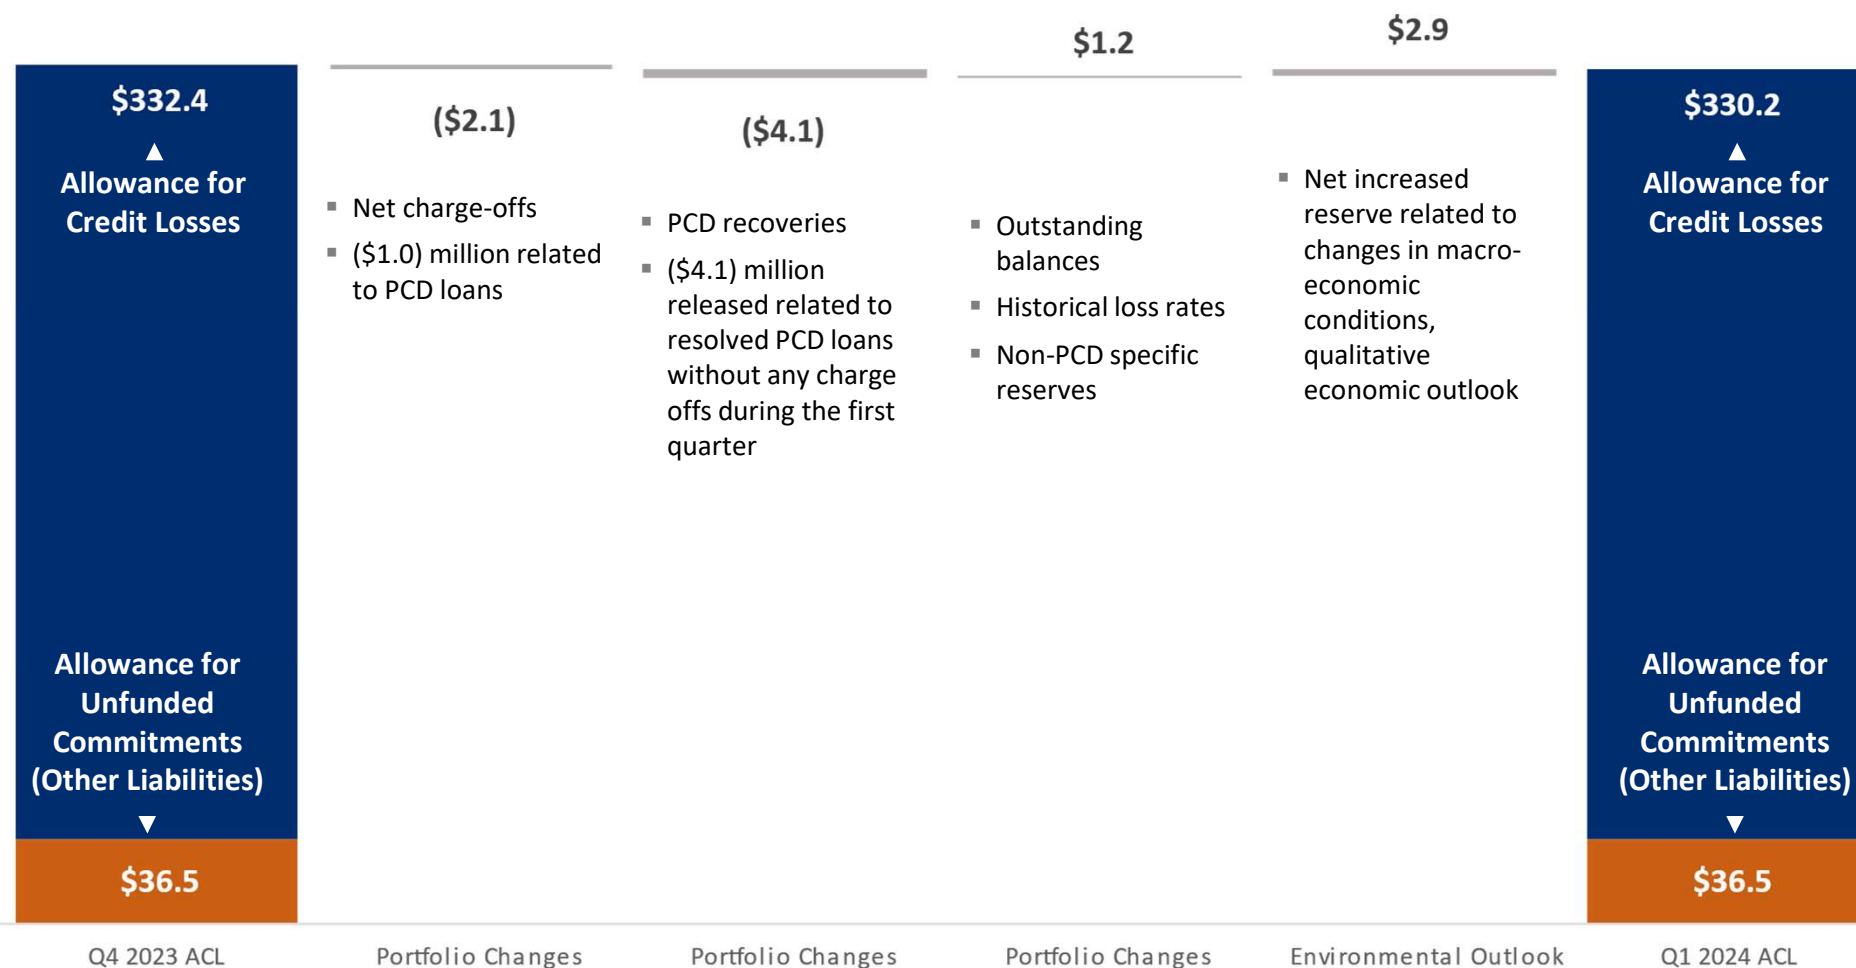 $332.4
▲
Allowance for
Credit Losses
Allowance for
Unfunded
Commitments
(Other Liabilities)
▼
$36.5
Q4 2023 ACL
($2.1)
▪ Net charge-offs
▪ ($1.0) million related
to PCD loans
Portfolio Changes
($4.1)
▪ PCD recoveries
▪ ($4.1) million
released related to
resolved PCD loans
without any charge
offs during the first
quarter
Portfolio Changes
$1.2
▪ Outstanding
balances
▪ Historical loss rates
▪ Non-PCD specific
reserves
Portfolio Changes
$2.9
▪ Net increased
reserve related to
changes in macro-
economic
conditions,
qualitative
economic outlook
Environmental Outlook
$330.2
▲
Allowance for
Credit Losses
Allowance for
Unfunded
Commitments
(Other Liabilities)
▼
$36.5
Q1 2024 ACL